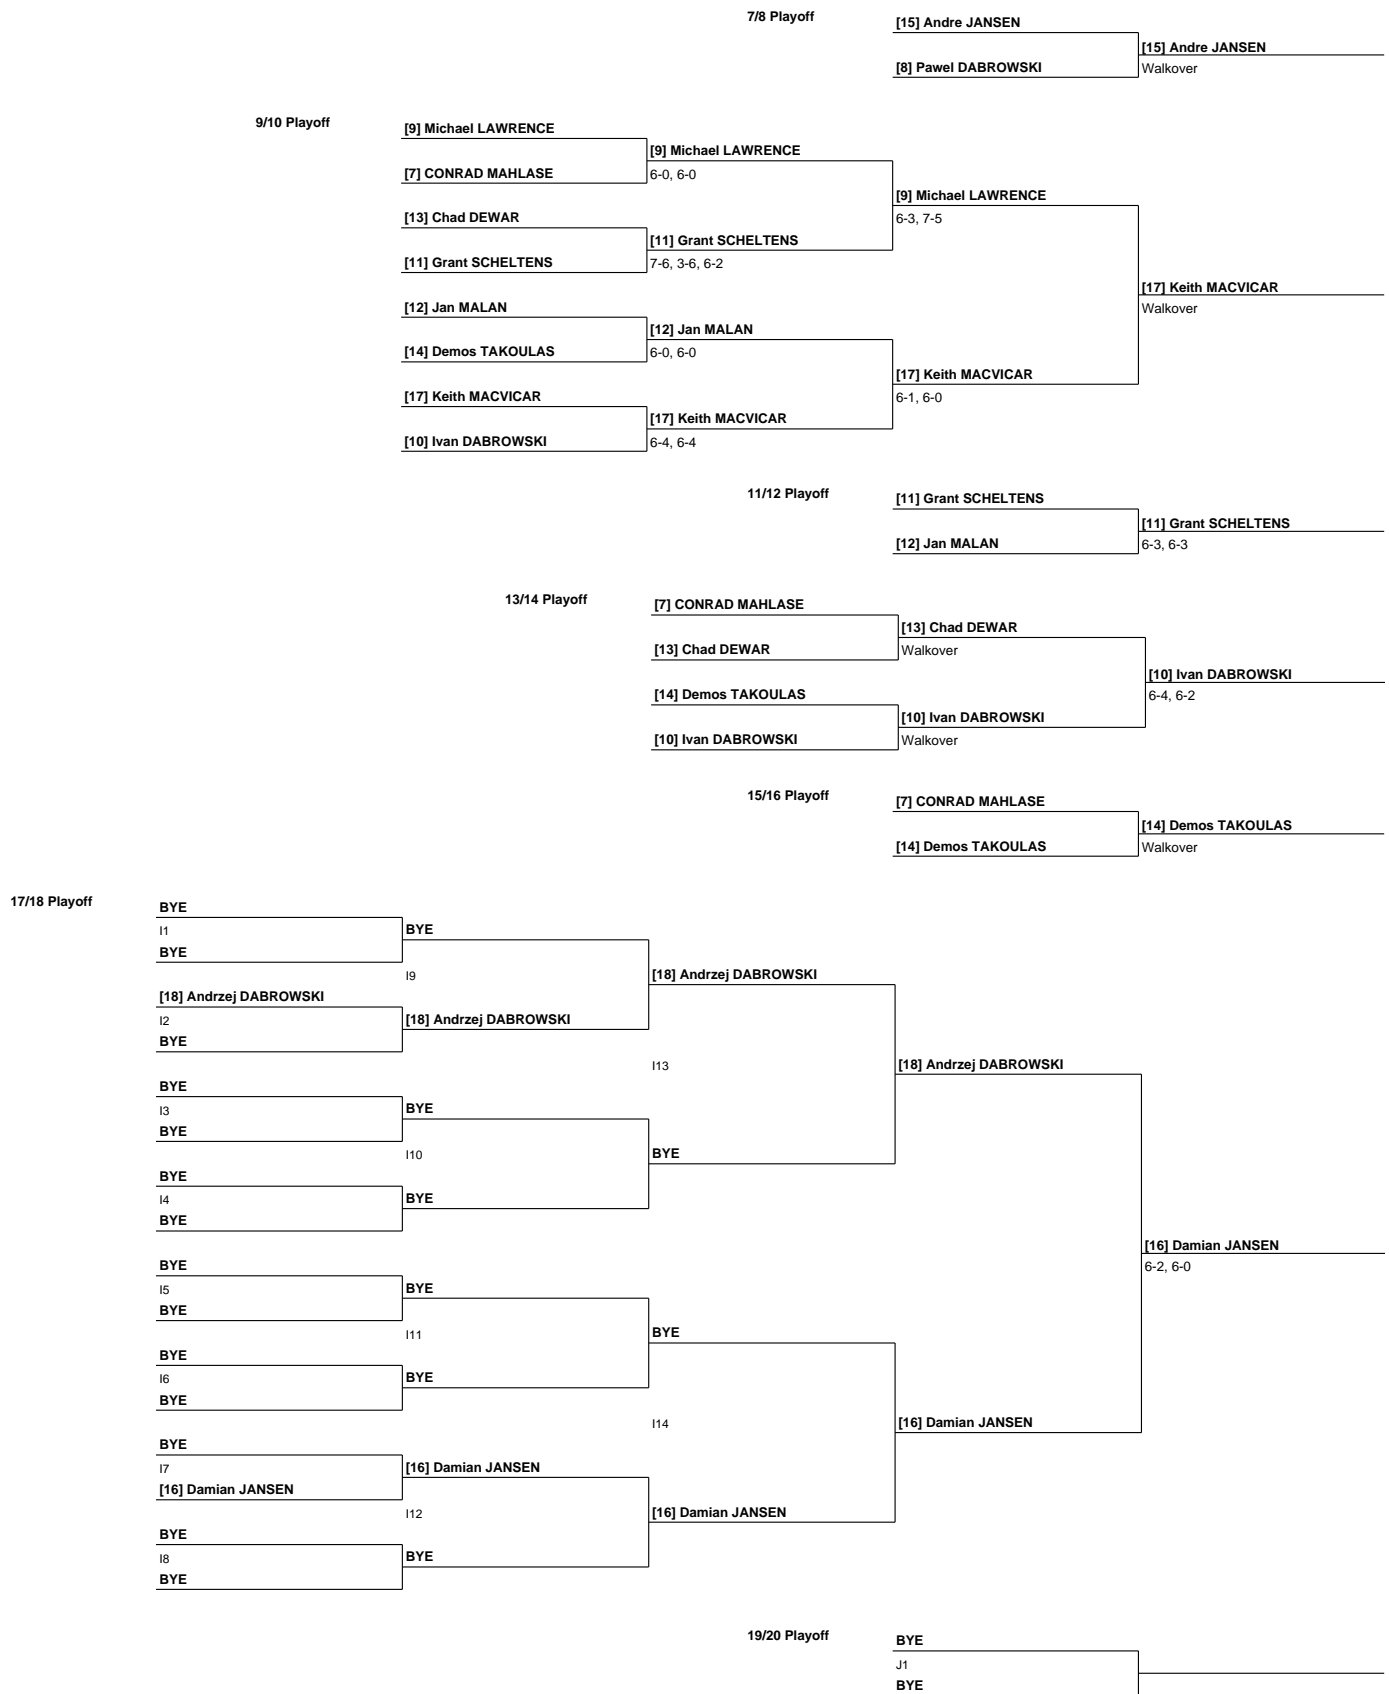 7/8 Playoff
[15] Andre JANSEN
[15] Andre JANSEN
[8] Pawel DABROWSKI
Walkover
9/10 Playoff
[9] Michael LAWRENCE
[9] Michael LAWRENCE
[7] CONRAD MAHLASE
6-0, 6-0
[9] Michael LAWRENCE
[13] Chad DEWAR
6-3, 7-5
[11] Grant SCHELTENS
[11] Grant SCHELTENS
7-6, 3-6, 6-2
[17] Keith MACVICAR
[12] Jan MALAN
Walkover
[12] Jan MALAN
[14] Demos TAKOULAS
6-0, 6-0
[17] Keith MACVICAR
[17] Keith MACVICAR
6-1, 6-0
[17] Keith MACVICAR
[10] Ivan DABROWSKI
6-4, 6-4
11/12 Playoff
[11] Grant SCHELTENS
[11] Grant SCHELTENS
[12] Jan MALAN
6-3, 6-3
13/14 Playoff
[7] CONRAD MAHLASE
[13] Chad DEWAR
[13] Chad DEWAR
Walkover
[10] Ivan DABROWSKI
[14] Demos TAKOULAS
6-4, 6-2
[10] Ivan DABROWSKI
[10] Ivan DABROWSKI
Walkover
15/16 Playoff
[7] CONRAD MAHLASE
[14] Demos TAKOULAS
[14] Demos TAKOULAS
Walkover
17/18 Playoff
BYE
I1
BYE
BYE
I9
[18] Andrzej DABROWSKI
[18] Andrzej DABROWSKI
I2
[18] Andrzej DABROWSKI
BYE
I13
[18] Andrzej DABROWSKI
BYE
I3
BYE
BYE
I10
BYE
BYE
I4
BYE
BYE
[16] Damian JANSEN
6-2, 6-0
BYE
I5
BYE
BYE
I11
BYE
BYE
I6
BYE
BYE
I14
[16] Damian JANSEN
BYE
I7
[16] Damian JANSEN
[16] Damian JANSEN
I12
[16] Damian JANSEN
BYE
I8
BYE
BYE
19/20 Playoff
BYE
J1
BYE